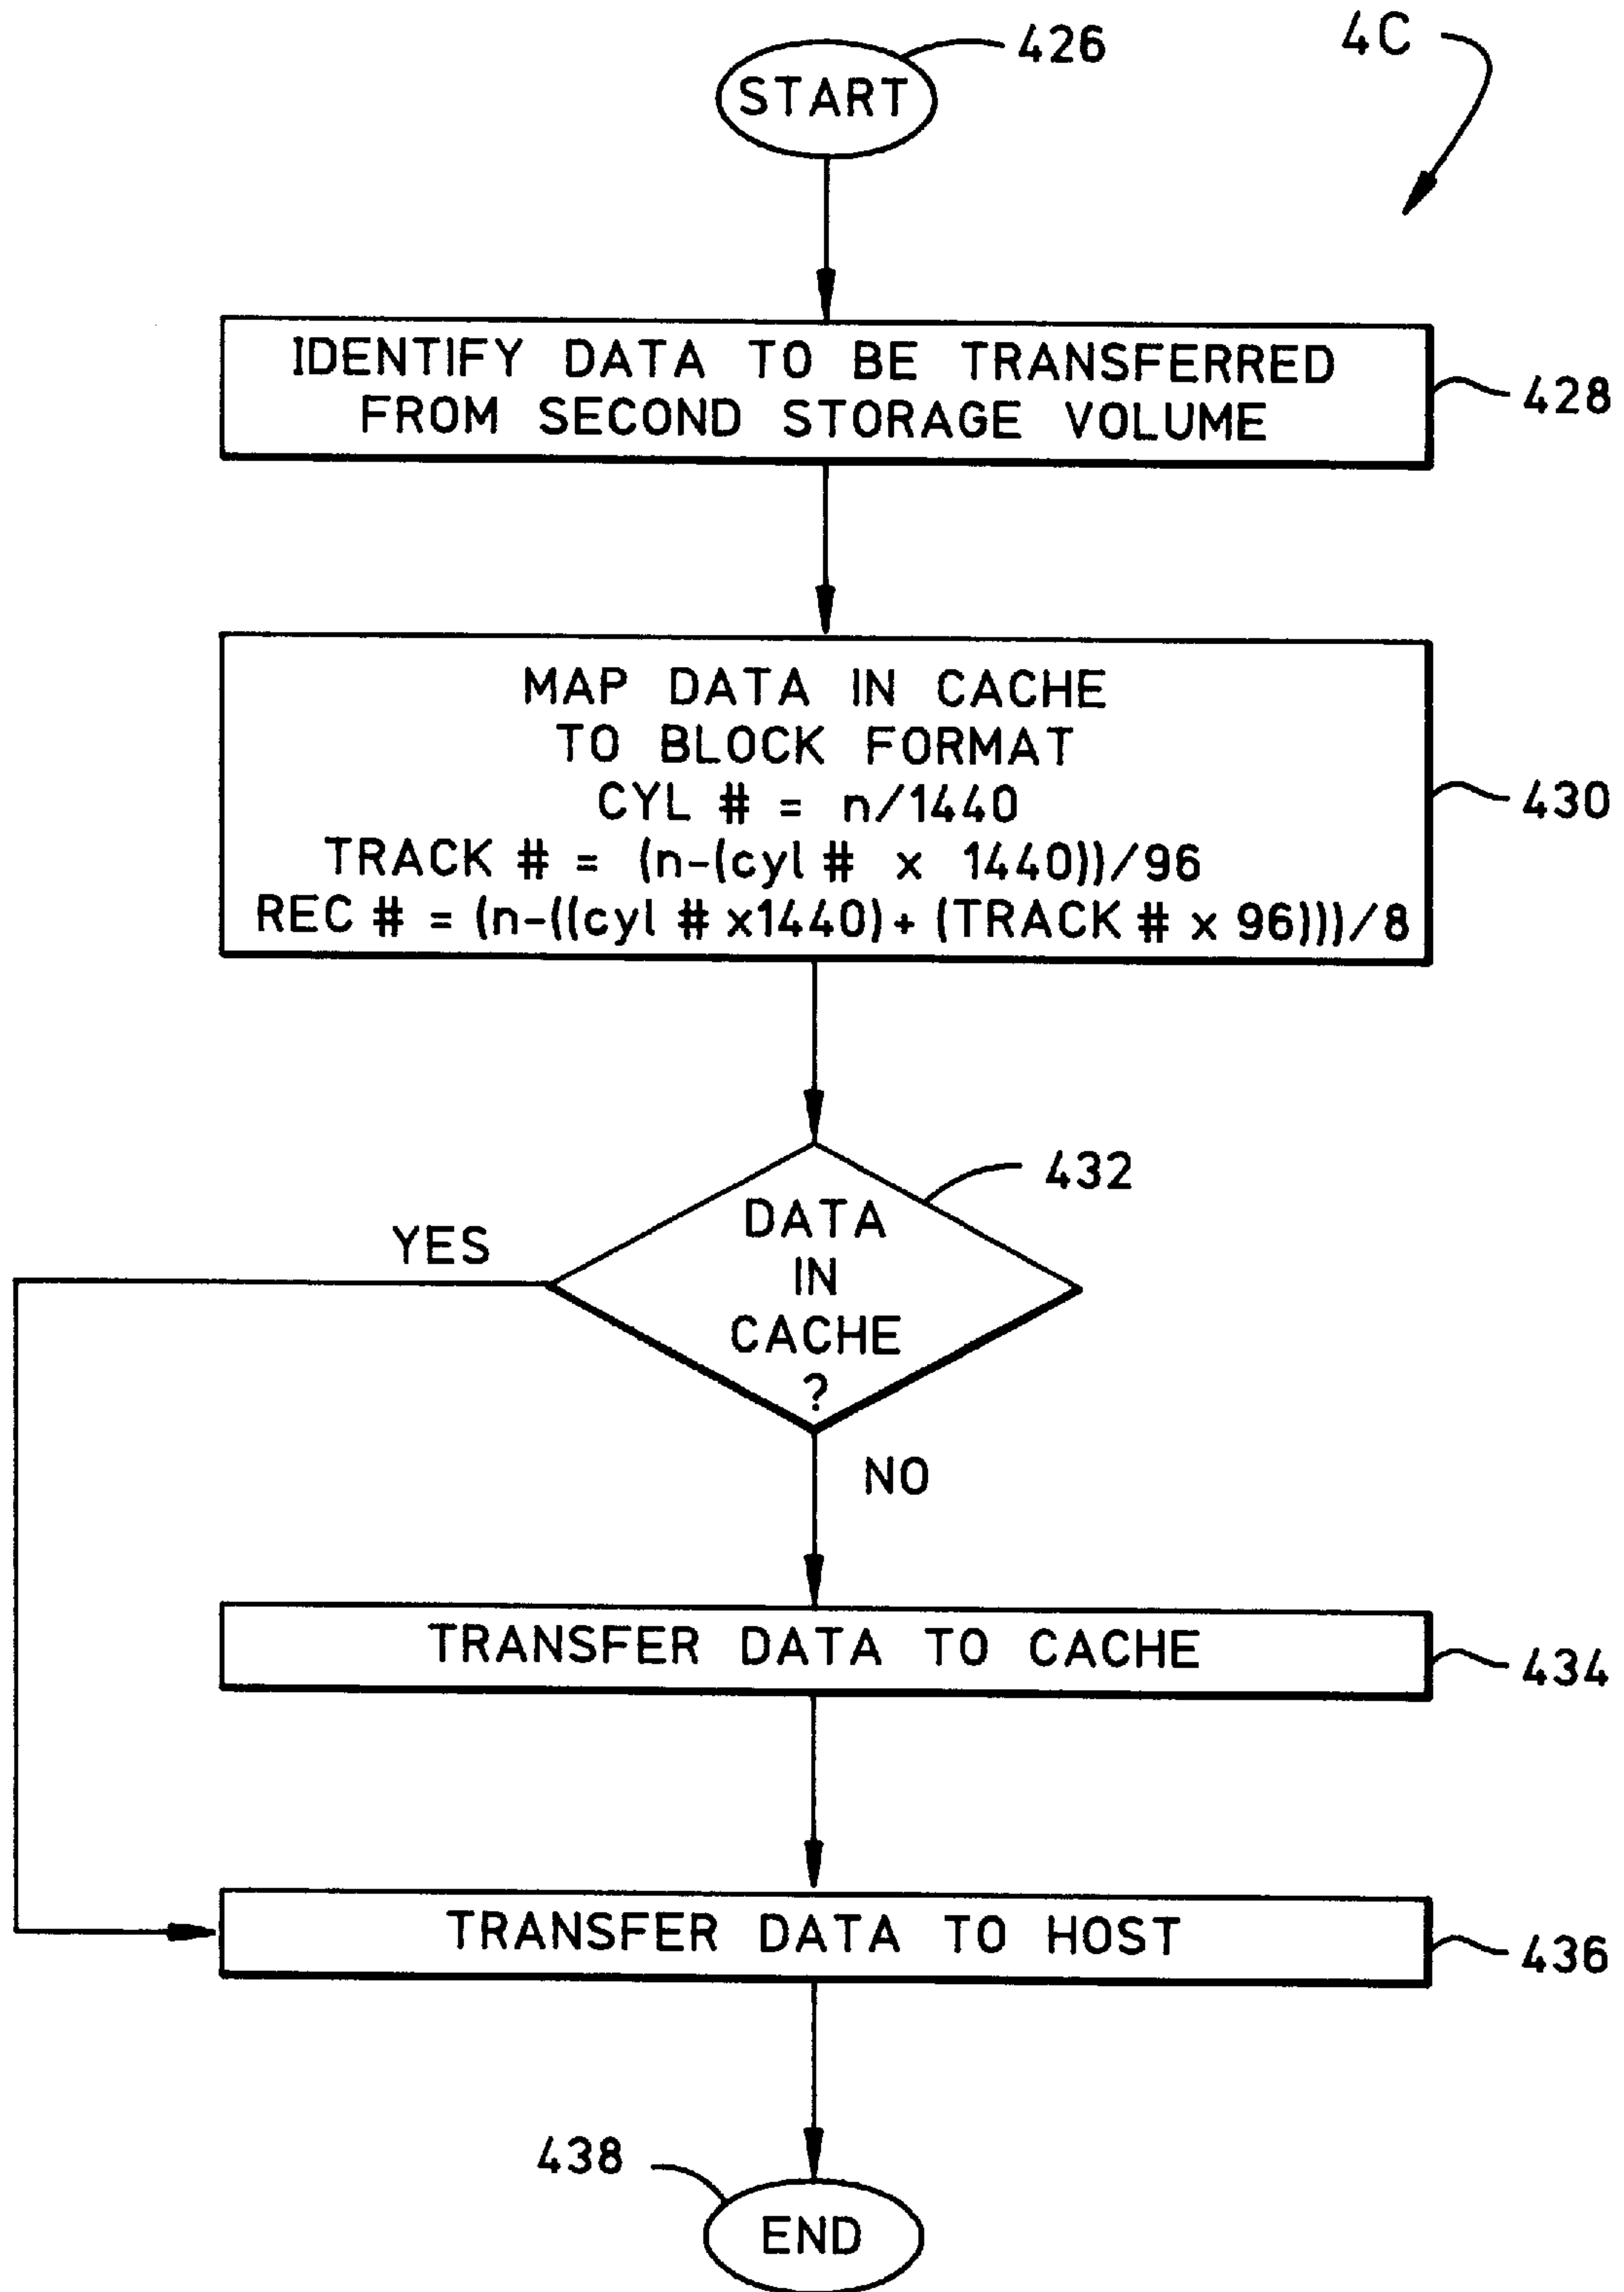 426
4C
START
IDENTIFY DATA TO BE TRANSFERRED
FROM SECOND STORAGE VOLUME
428
MAP DATA IN CACHE
TO BLOCK FORMAT
CYL # = n/1440
TRACK # = (n-(cyl # x 1440))/96
REC # = (n-((cyl # x1440)+ (TRACK # x 96)))/8
430
432
DATA
IN
CACHE
?
YES
NO
TRANSFER DATA TO CACHE
434
TRANSFER DATA TO HOST
436
438
END